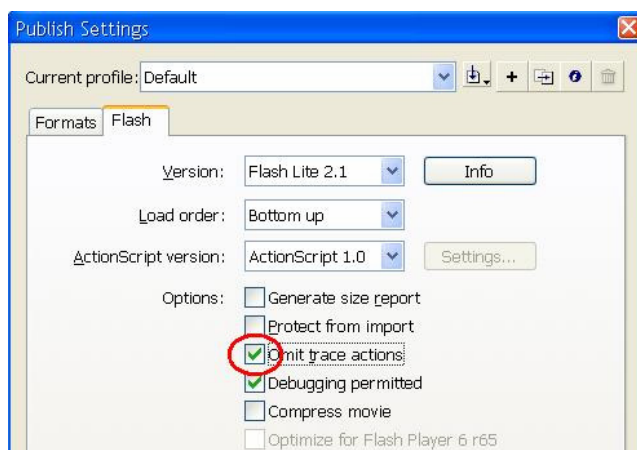 Publish Settings
Current profile: Default
Formats Flash
Version: Flash Lite 2.1 Info
Load order: Bottom up
ActionScript version: ActionScript 1.0 Settings...
Options: Generate size report
Protect from import
Omit trace actions
Debugging permitted
Compress movie
Optimize for Flash Player 6 r65